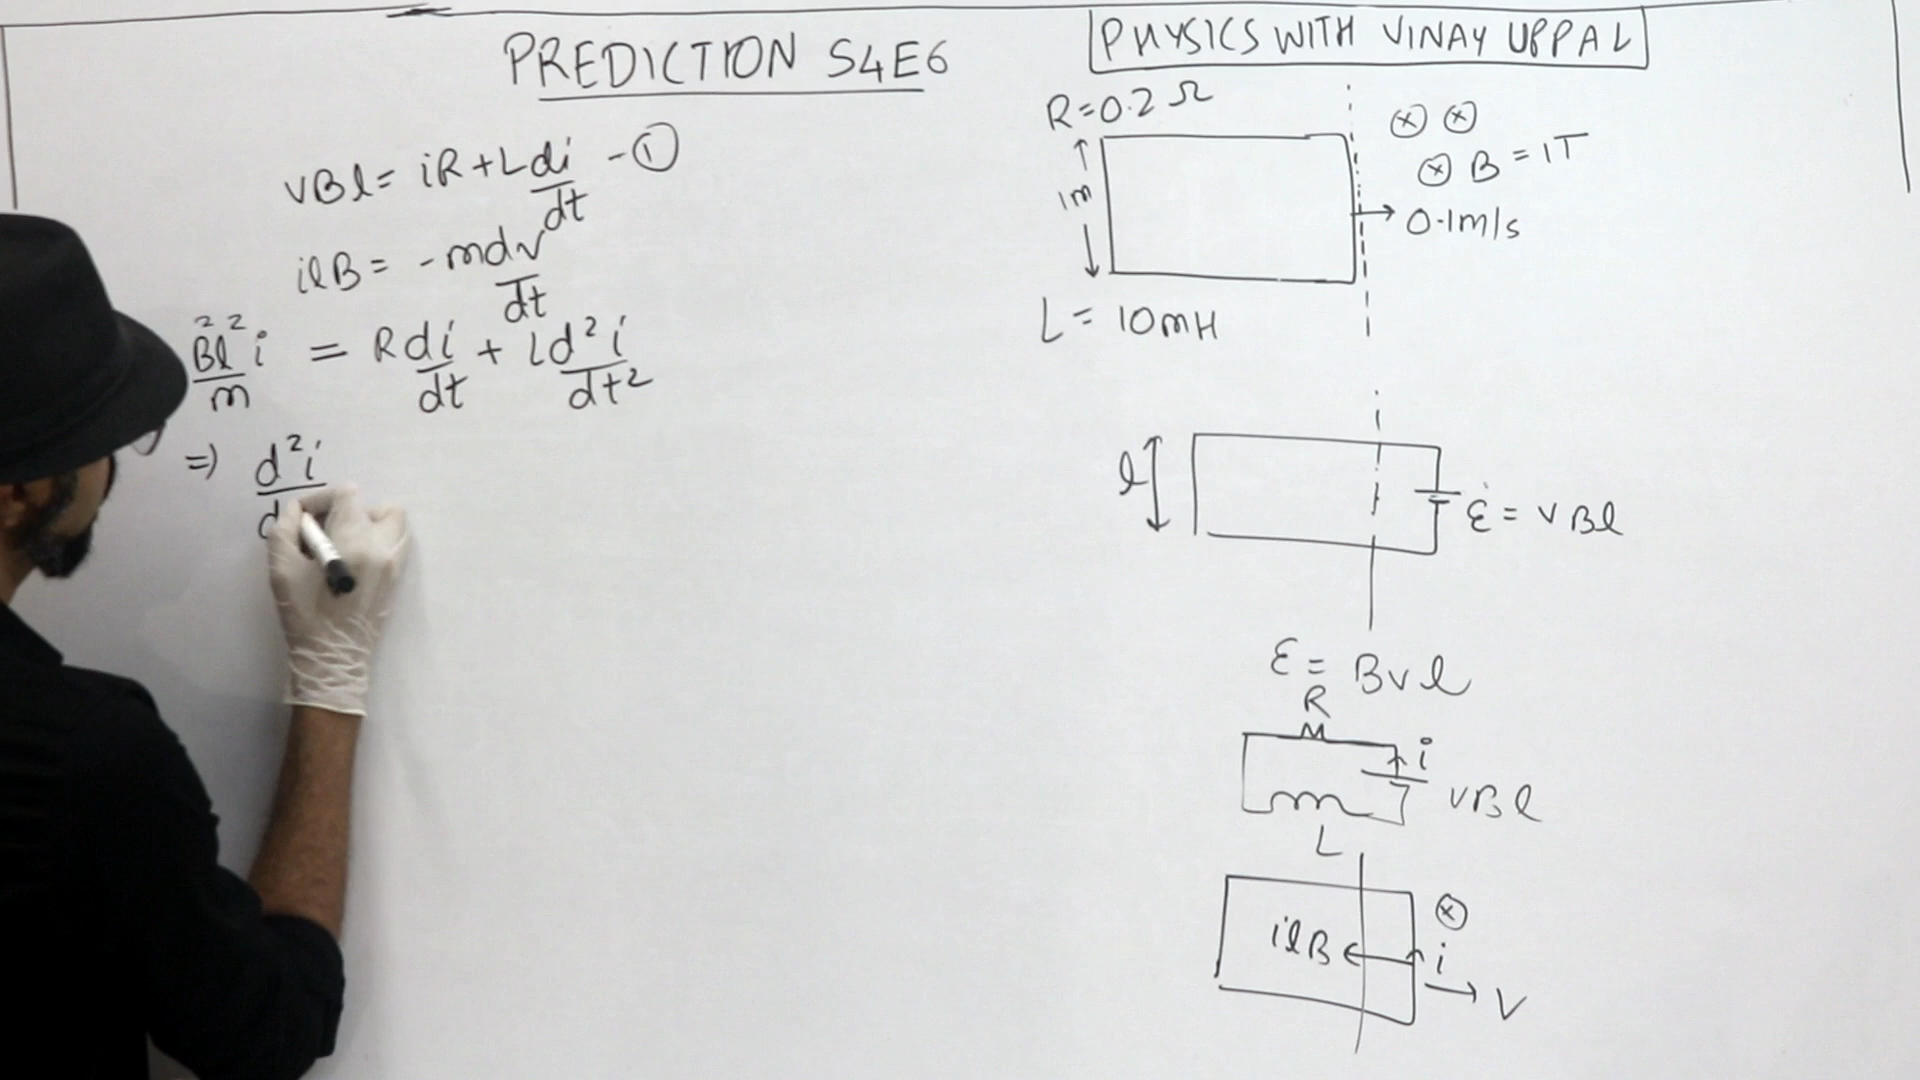 PREDICTION S4E6
PHYSICS WITH VINAY UPPAL
vBl = iR + L di/dt - ①
ilB = - m dv/dt
B²l²/m i = R di/dt + L d²i/dt²
⇒ d²i
d
R = 0.2 Ω
1m
⊗ ⊗
⊗ B = 1T
→ 0.1m/s
L = 10mH
l
ε = vBl
ε = Bvl
R
i
vBl
L
⊗
ilB
i
V